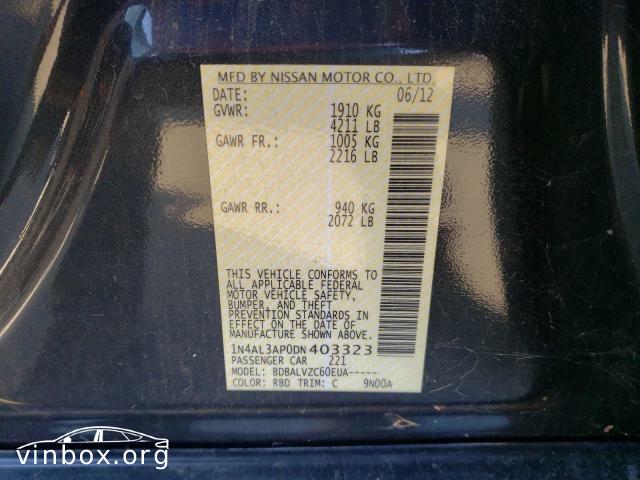 MFD BY NISSAN MOTOR CO., LTD.
DATE: 06/12
GVWR: 1910 KG
4211 LB
GAWR FR.: 1005 KG
2216 LB
GAWR RR.: 940 KG
2072 LB
THIS VEHICLE CONFORMS TO
ALL APPLICABLE FEDERAL
MOTOR VEHICLE SAFETY,
BUMPER, AND THEFT
PREVENTION STANDARDS IN
EFFECT ON THE DATE OF
MANUFACTURE SHOWN ABOVE.
1N4AL3AP0DN403323
PASSENGER CAR 221
MODEL: BDBALVZC60EUA-----
COLOR: RBD TRIM: C 9N00A
vinbox.org